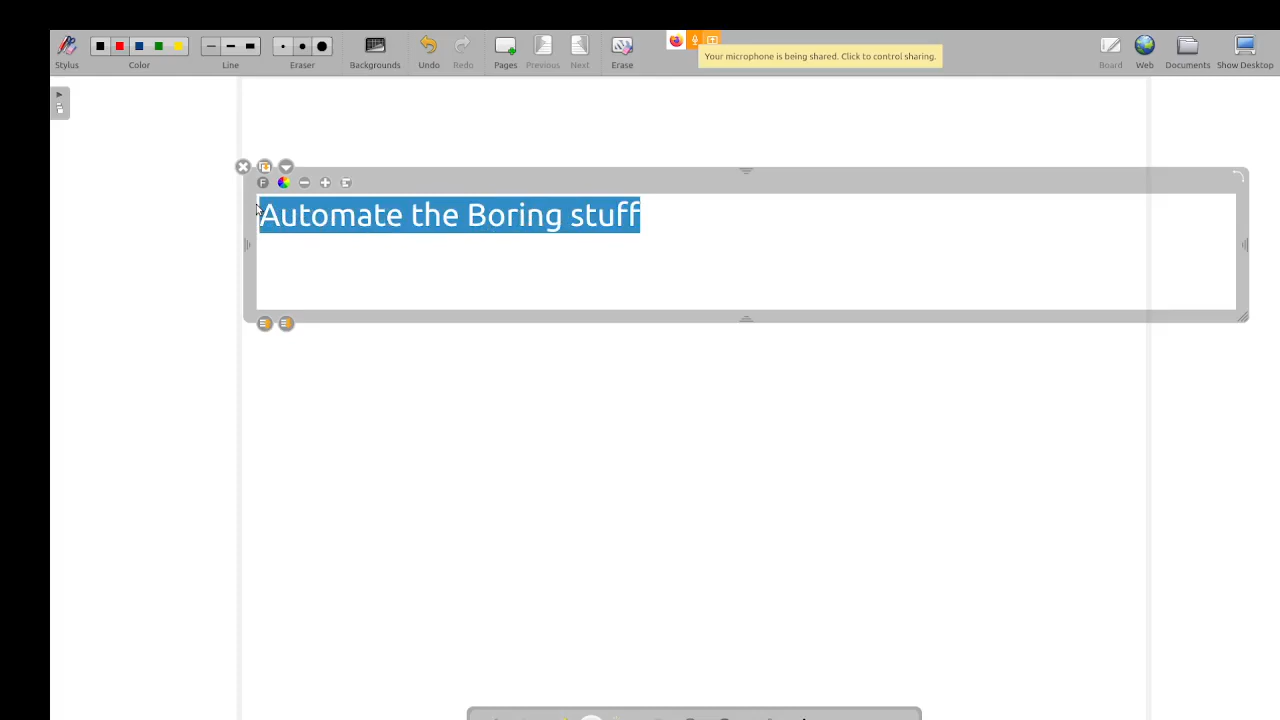 Your microphone is being shared. Click to control sharing.
Stylus Color Line Eraser Backgrounds Undo Redo Pages Previous Next Erase Board Web Documents Show Desktop
F
Automate the Boring stuff